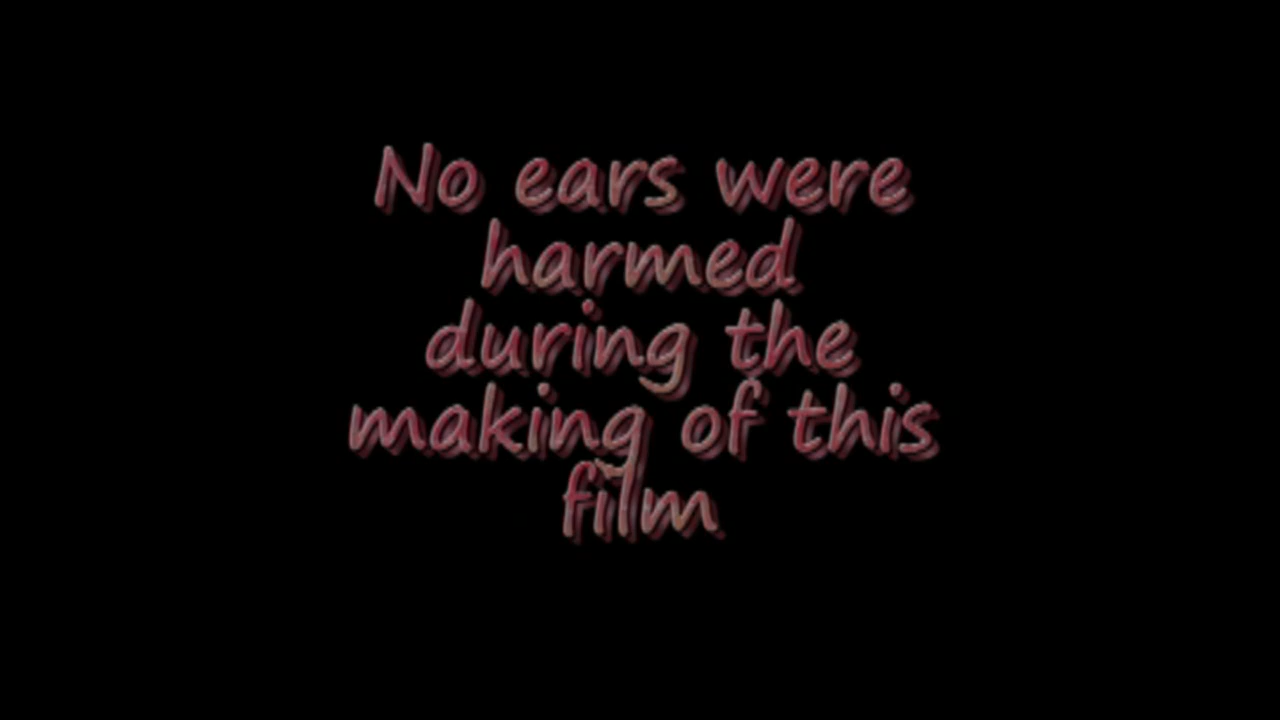 No ears were
harmed
during the
making of this
film